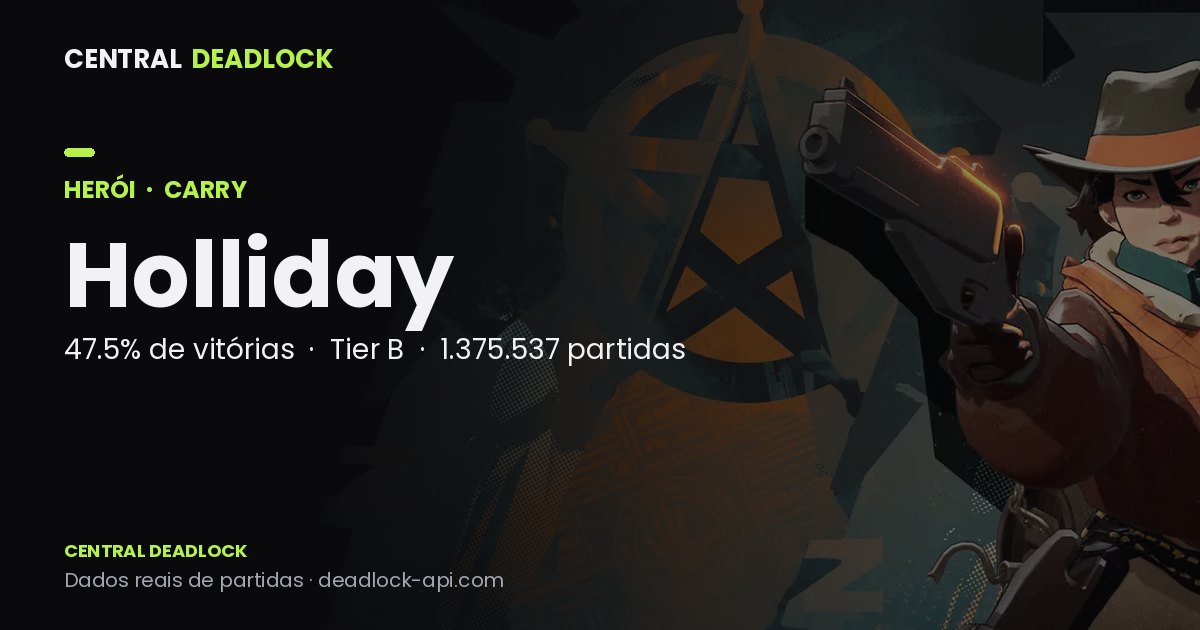 CENTRAL DEADLOCK
HERÓI · CARRY
Holliday
47.5% de vitórias · Tier B · 1.375.537 partidas
CENTRAL DEADLOCK
Dados reais de partidas · deadlock-api.com